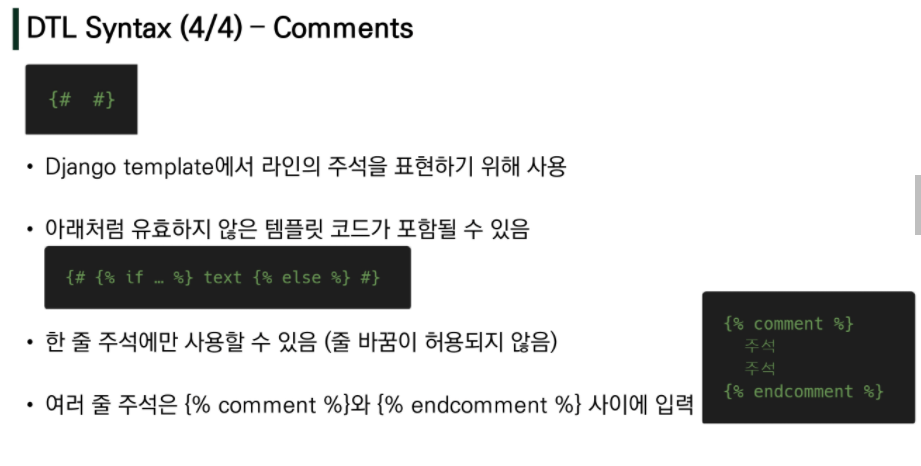 DTL Syntax (4/4) – Comments
{#  #}
• Django template에서 라인의 주석을 표현하기 위해 사용
• 아래처럼 유효하지 않은 템플릿 코드가 포함될 수 있음
{# {% if … %} text {% else %} #}
• 한 줄 주석에만 사용할 수 있음 (줄 바꿈이 허용되지 않음)
• 여러 줄 주석은 {% comment %}와 {% endcomment %} 사이에 입력
{% comment %}
주석
주석
{% endcomment %}